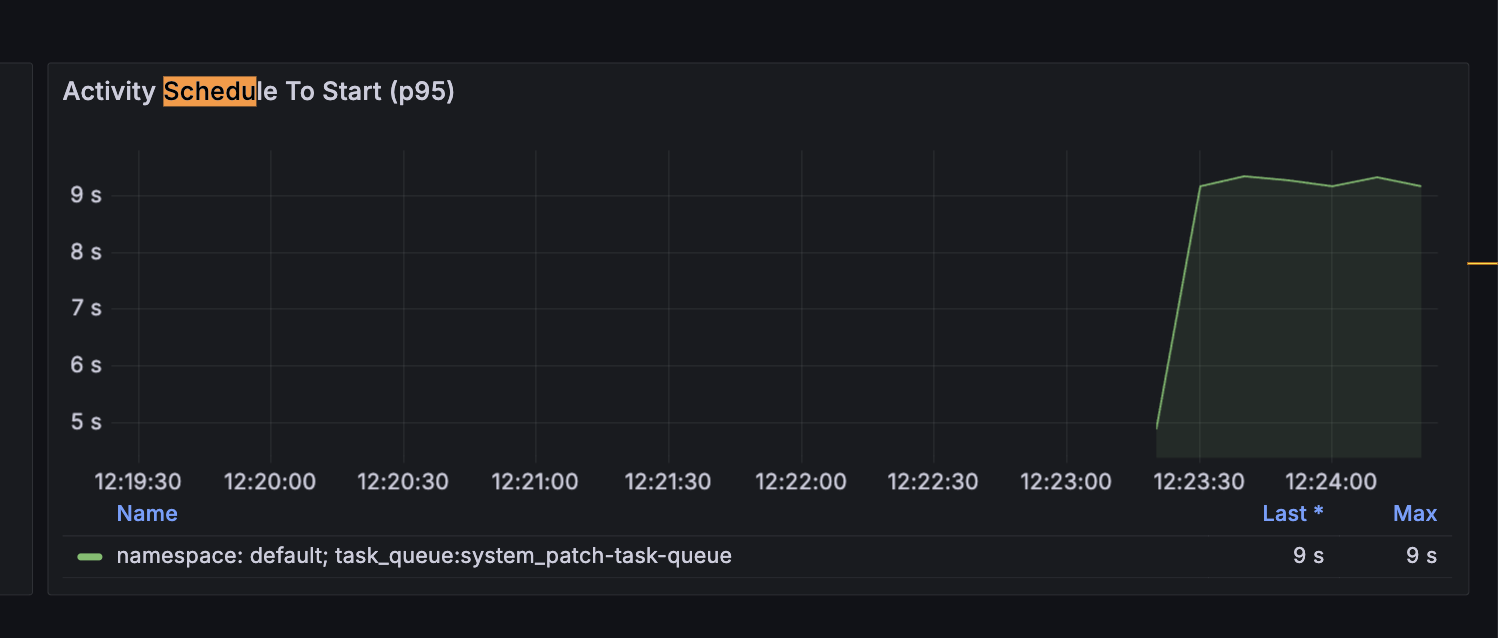 Activity Schedule To Start (p95)
9 s
8 s
7 s
6 s
5 s
12:19:30 12:20:00 12:20:30 12:21:00 12:21:30 12:22:00 12:22:30 12:23:00 12:23:30 12:24:00
Name Last * Max
namespace: default; task_queue:system_patch-task-queue 9 s 9 s